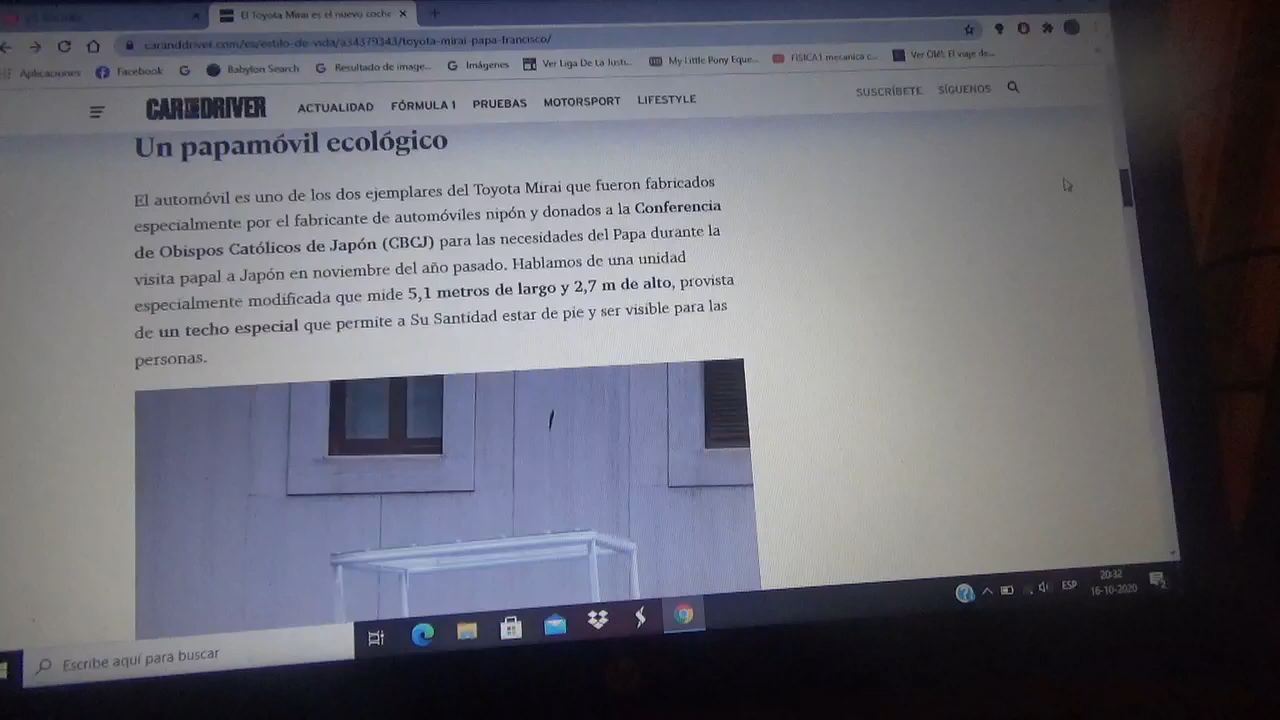 El Toyota Mirai es el nuevo coche
caranddriver.com/es/estilo-de-vida/a34379343/toyota-mirai-papa-francisco/
Aplicaciones Facebook Babylon Search Resultado de image... Imágenes Ver Liga De La Justi... My Little Pony Eque... FISICA1 mecanica c... Ver OMI: El viaje de...
CAR AND DRIVER ACTUALIDAD FÓRMULA 1 PRUEBAS MOTORSPORT LIFESTYLE SUSCRÍBETE SÍGUENOS
Un papamóvil ecológico
El automóvil es uno de los dos ejemplares del Toyota Mirai que fueron fabricados
especialmente por el fabricante de automóviles nipón y donados a la Conferencia
de Obispos Católicos de Japón (CBCJ) para las necesidades del Papa durante la
visita papal a Japón en noviembre del año pasado. Hablamos de una unidad
especialmente modificada que mide 5,1 metros de largo y 2,7 m de alto, provista
de un techo especial que permite a Su Santidad estar de pie y ser visible para las
personas.
Escribe aquí para buscar
ESP
20:32
16-10-2020
2